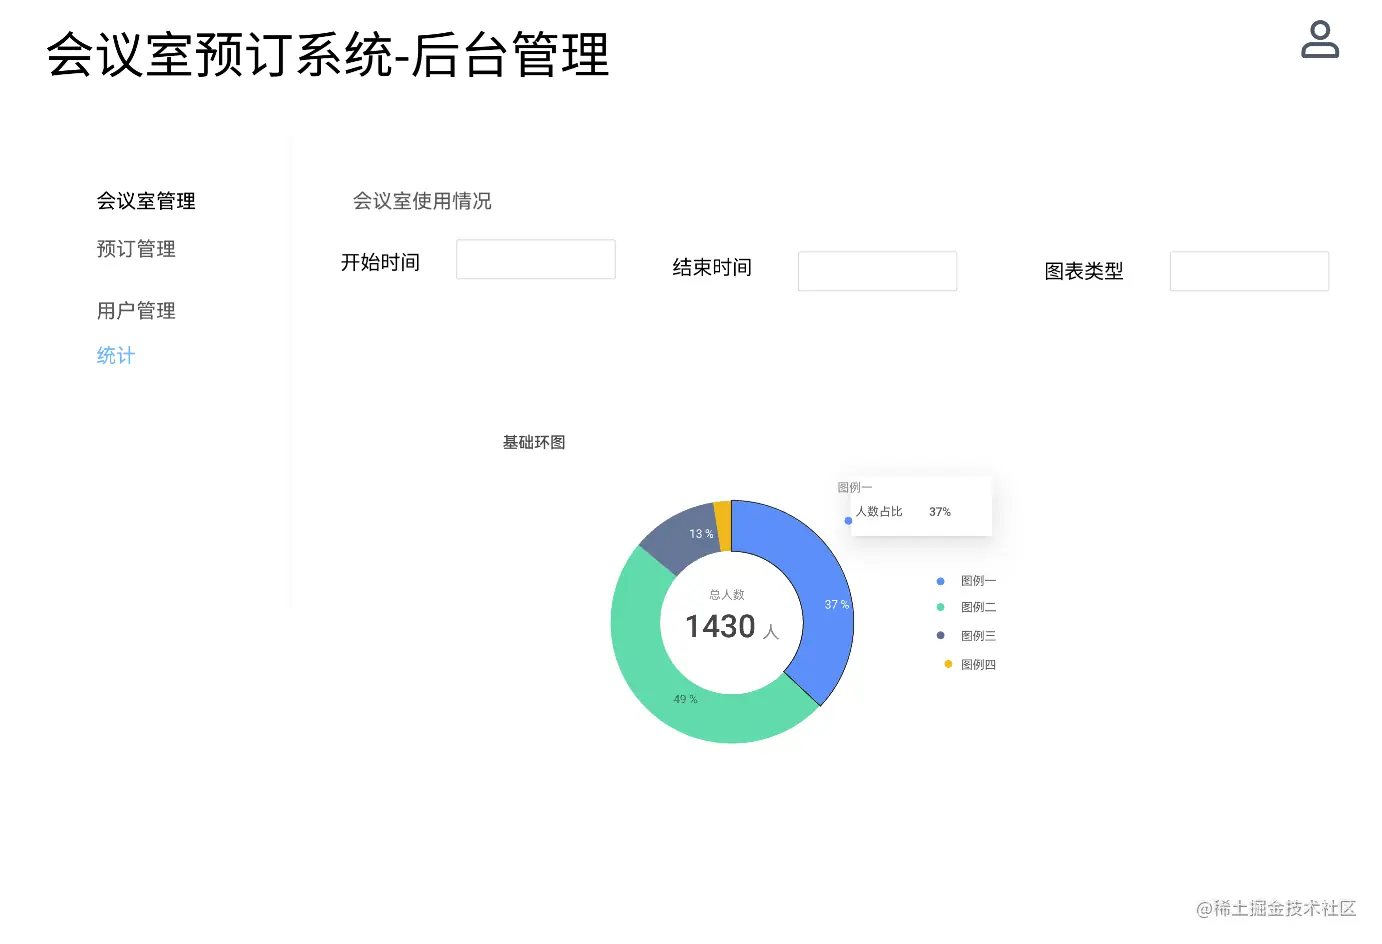 会议室预订系统-后台管理
会议室管理
预订管理
用户管理
统计
会议室使用情况
开始时间
结束时间
图表类型
基础环图
图例一
人数占比 37%
13 %
37 %
总人数
1430 人
49 %
图例一
图例二
图例三
图例四
@稀土掘金技术社区